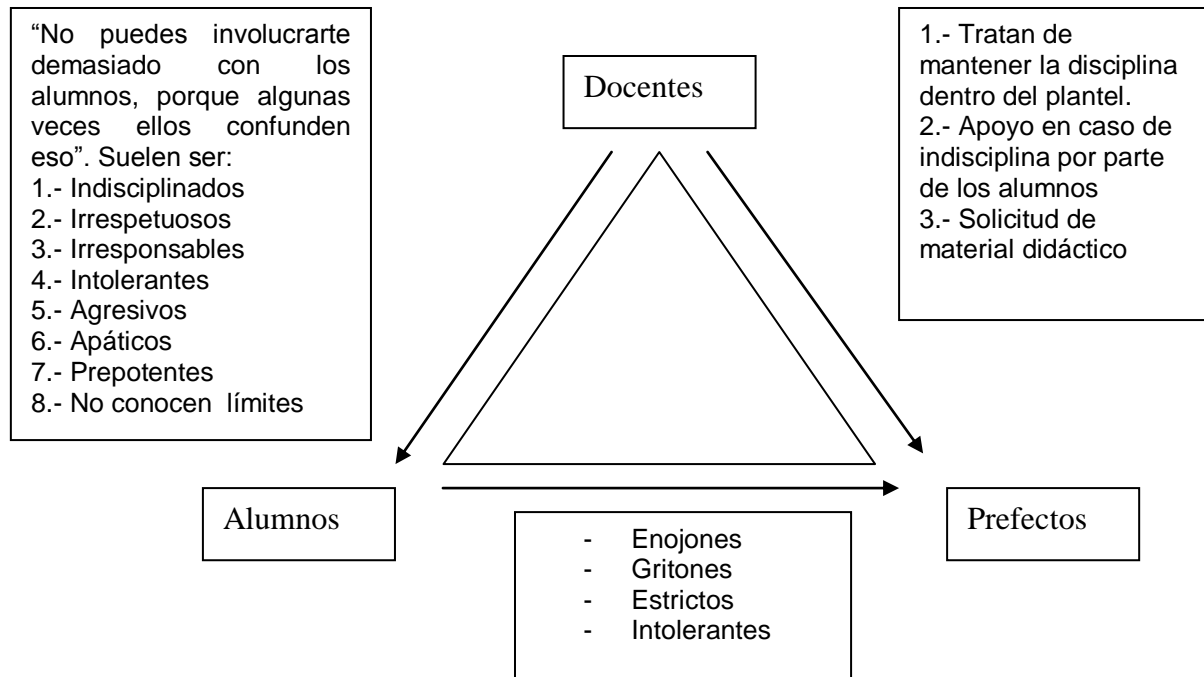 “No puedes involucrarte
demasiado con los
alumnos, porque algunas
veces ellos confunden
eso”. Suelen ser:
1.- Indisciplinados
2.- Irrespetuosos
3.- Irresponsables
4.- Intolerantes
5.- Agresivos
6.- Apáticos
7.- Prepotentes
8.- No conocen límites
Docentes
1.- Tratan de
mantener la disciplina
dentro del plantel.
2.- Apoyo en caso de
indisciplina por parte
de los alumnos
3.- Solicitud de
material didáctico
Alumnos
- Enojones
- Gritones
- Estrictos
- Intolerantes
Prefectos